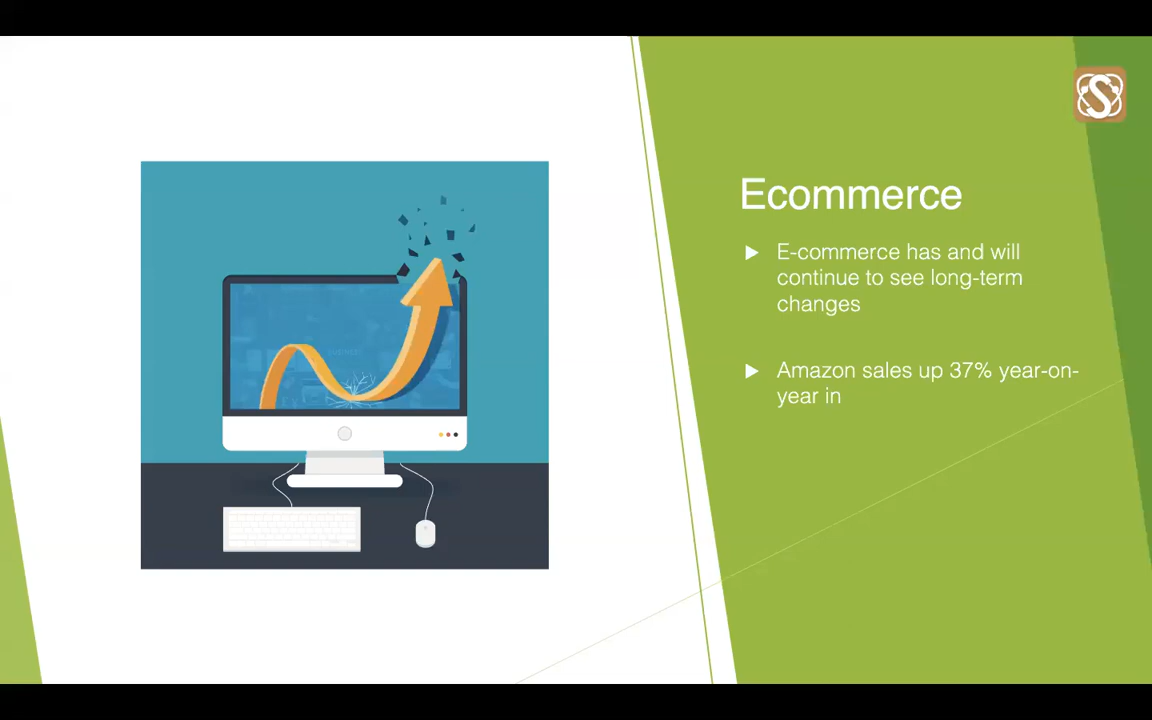 Ecommerce
E-commerce has and will
continue to see long-term
changes
Amazon sales up 37% year-on-
year in
S